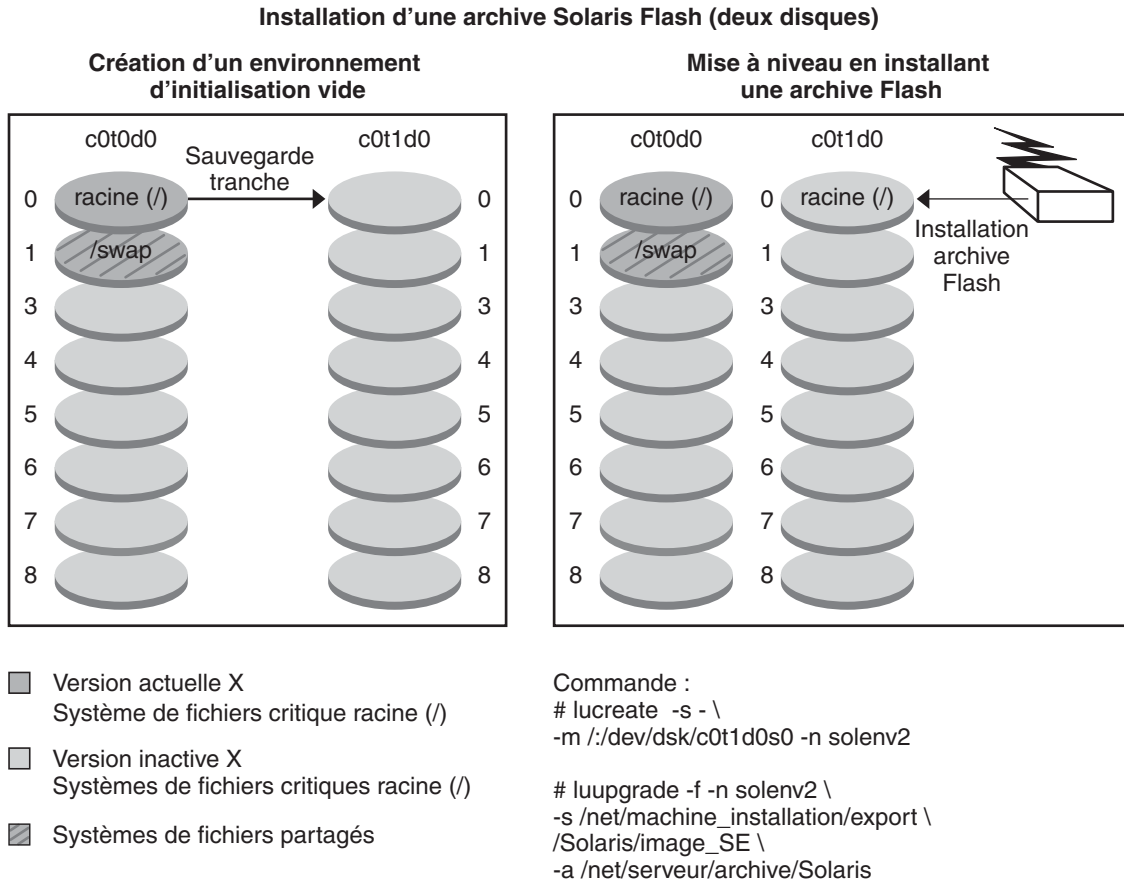 Installation d'une archive Solaris Flash (deux disques)
Création d'un environnement
d'initialisation vide
c0t0d0
c0t1d0
Sauvegarde
tranche
0
racine (/)
0
1
/swap
1
3
3
4
4
5
5
6
6
7
7
8
8
Mise à niveau en installant
une archive Flash
c0t0d0
c0t1d0
0
racine (/)
0
racine (/)
Installation
archive
Flash
1
/swap
1
3
3
4
4
5
5
6
6
7
7
8
8
Version actuelle X
Système de fichiers critique racine (/)
Version inactive X
Systèmes de fichiers critiques racine (/)
Systèmes de fichiers partagés
Commande :
# lucreate -s - \
-m /:/dev/dsk/c0t1d0s0 -n solenv2
# luupgrade -f -n solenv2 \
-s /net/machine_installation/export \
/Solaris/image_SE \
-a /net/serveur/archive/Solaris